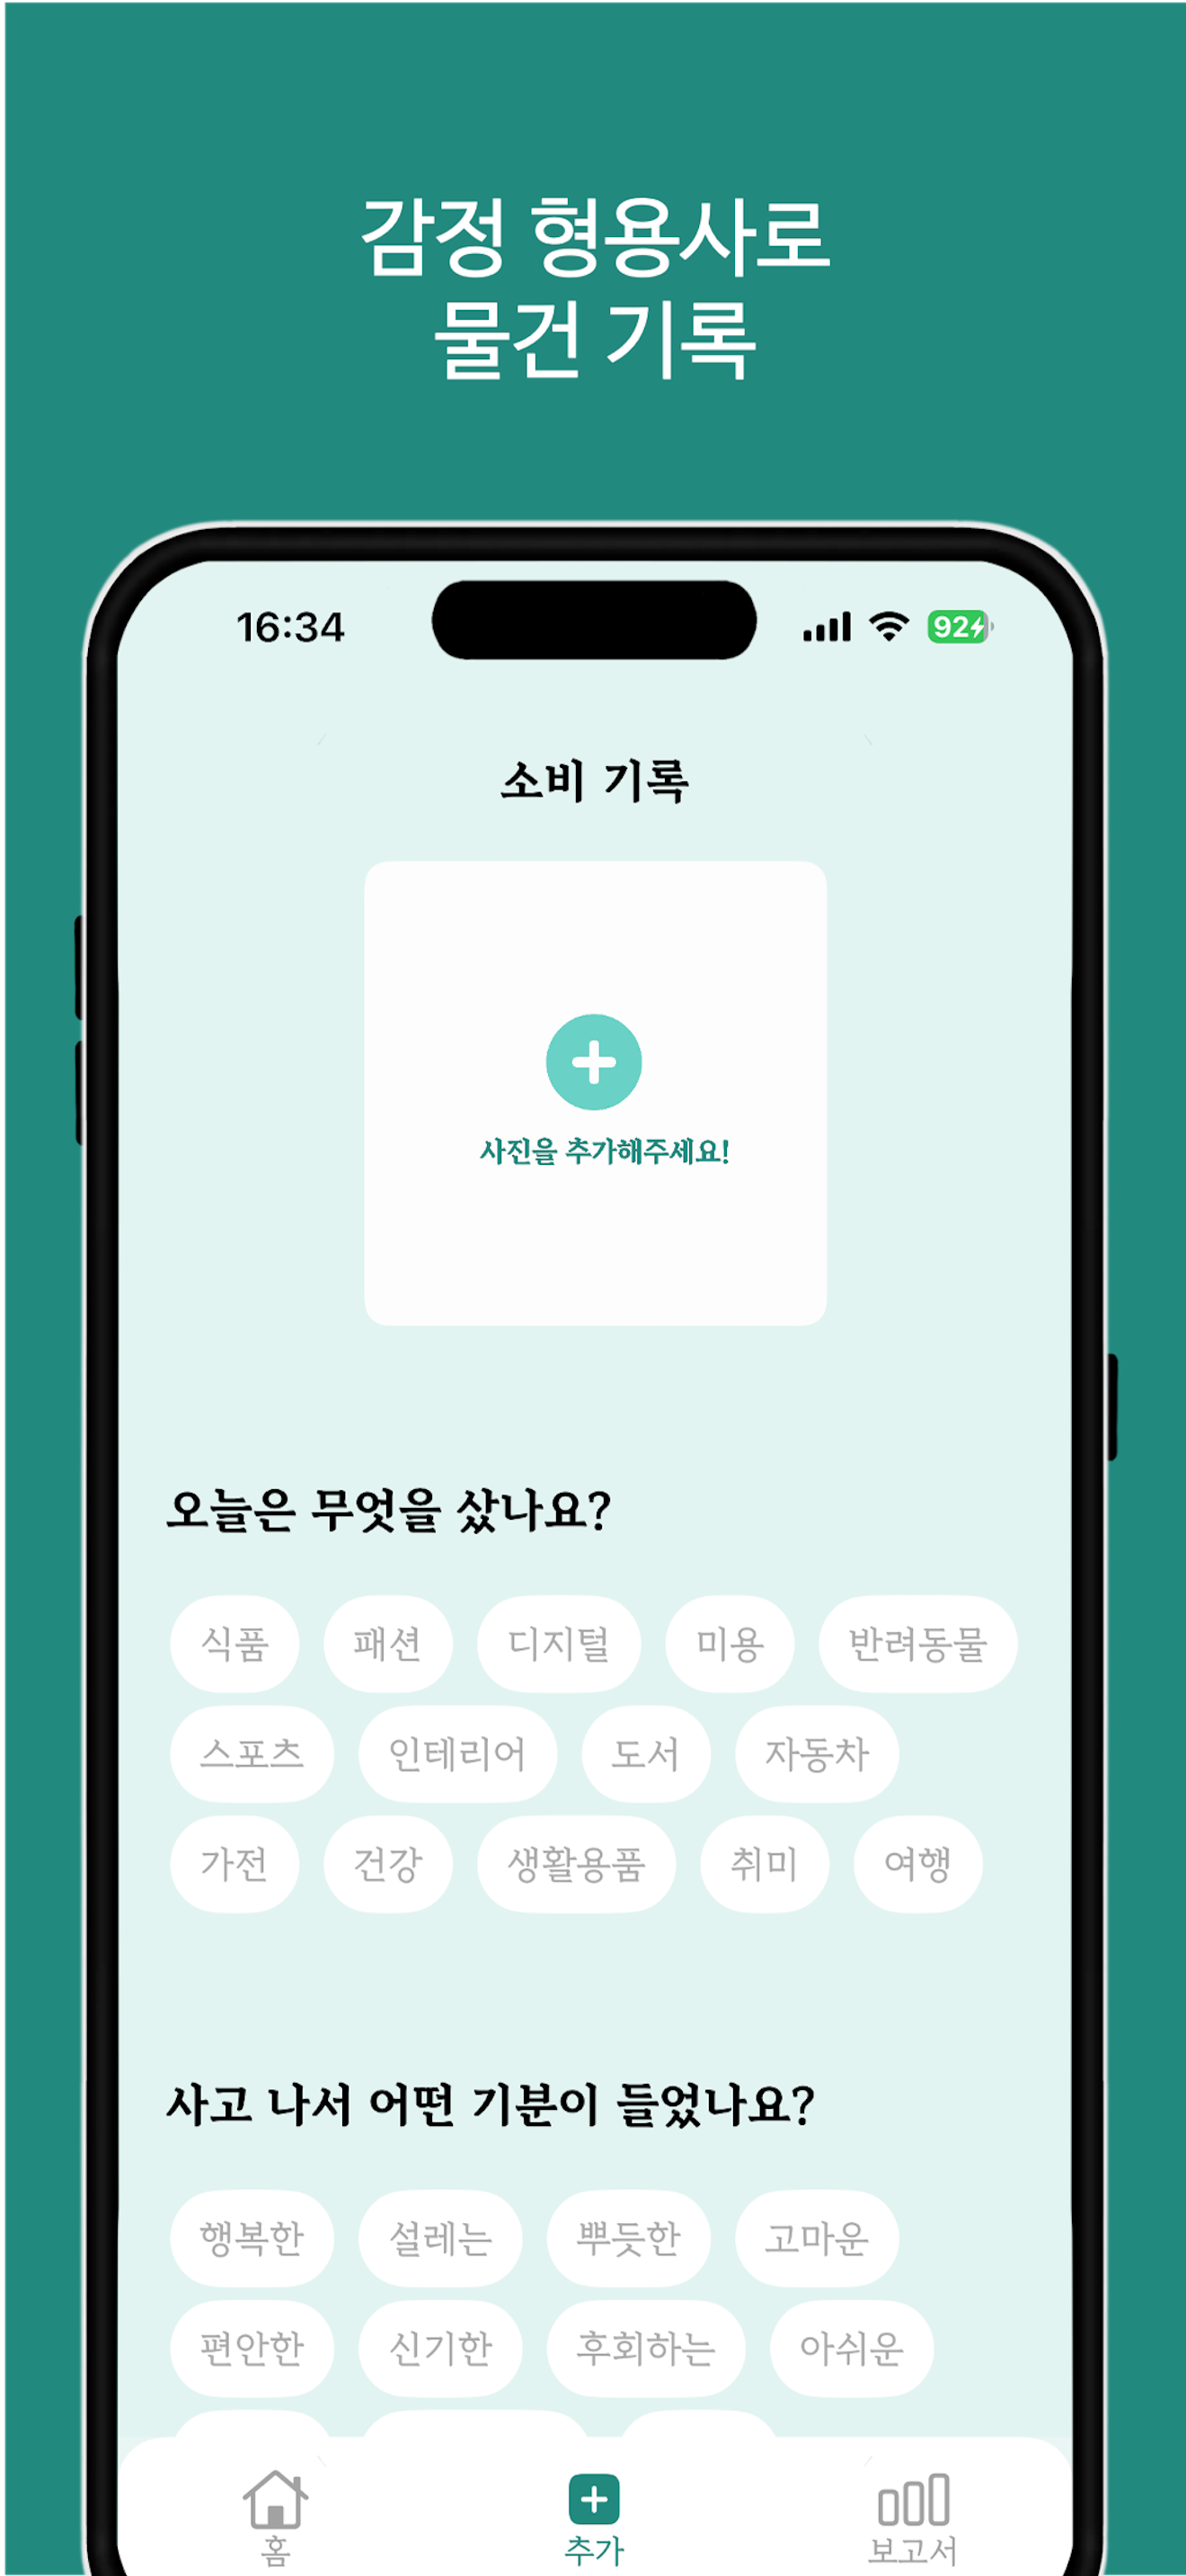 감정 형용사로
물건 기록
16:34 92
소비 기록
사진을 추가해주세요!
오늘은 무엇을 샀나요?
식품 패션 디지털 미용 반려동물
스포츠 인테리어 도서 자동차
가전 건강 생활용품 취미 여행
사고 나서 어떤 기분이 들었나요?
행복한 설레는 뿌듯한 고마운
편안한 신기한 후회하는 아쉬운
홈 추가 보고서